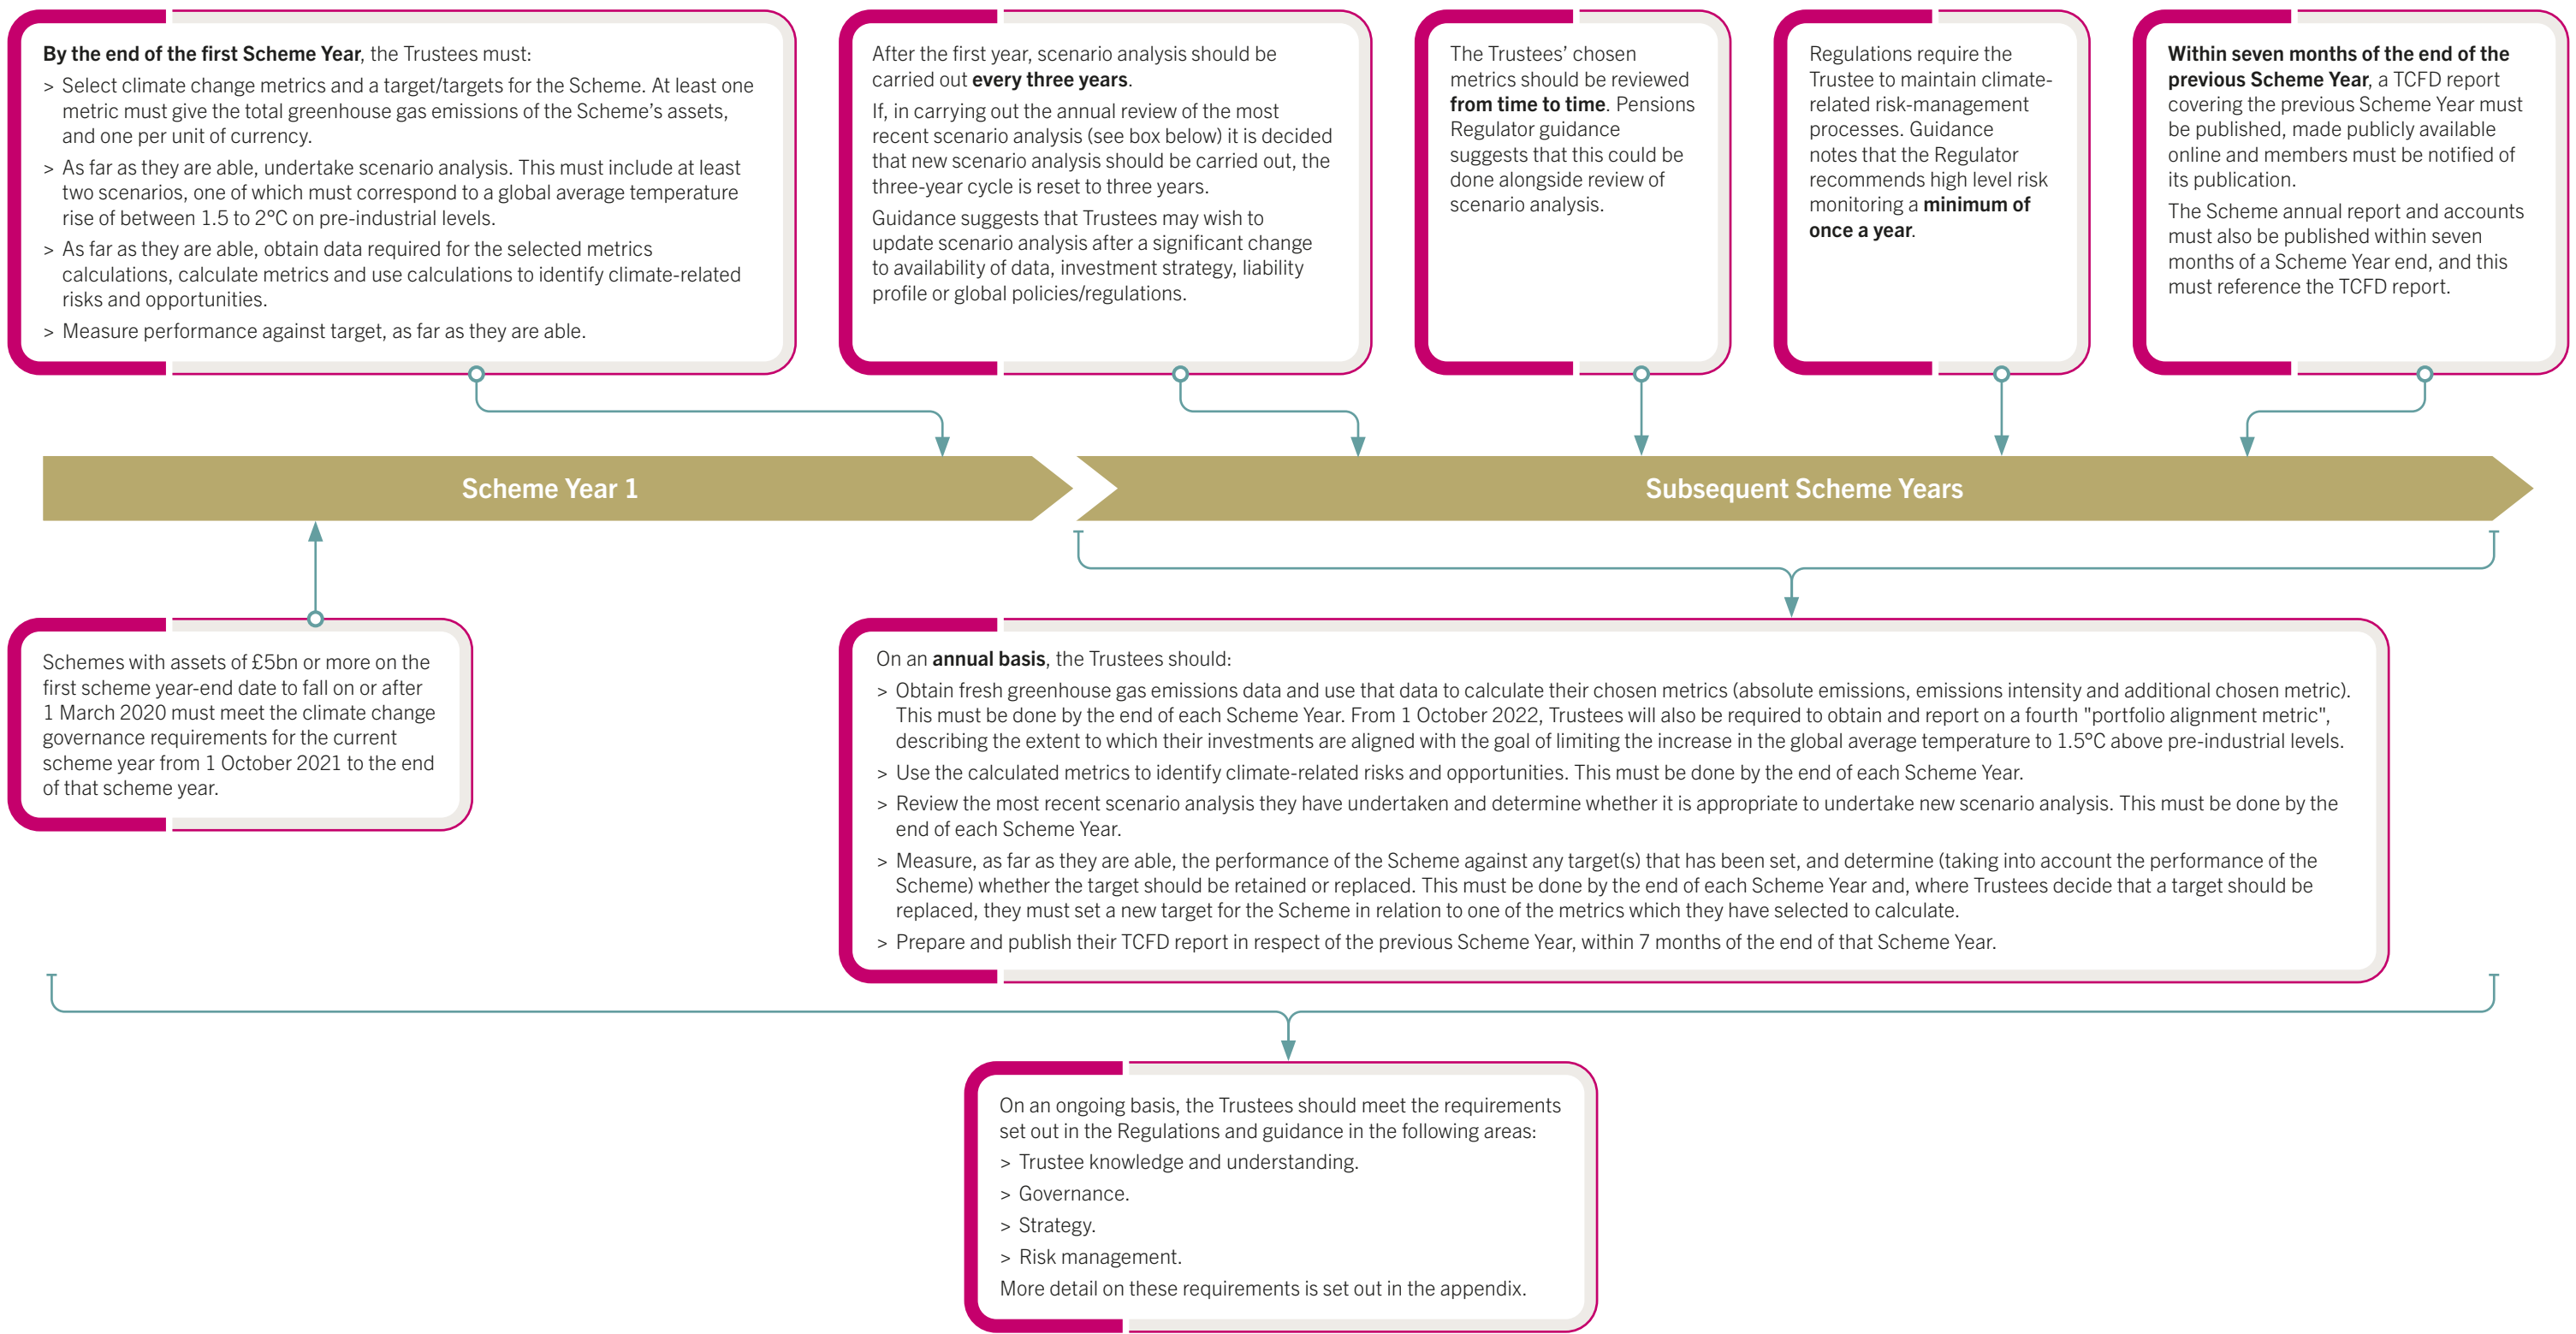 By the end of the first Scheme Year, the Trustees must:
> Select climate change metrics and a target/targets for the Scheme. At least one
metric must give the total greenhouse gas emissions of the Scheme’s assets,
and one per unit of currency.
> As far as they are able, undertake scenario analysis. This must include at least
two scenarios, one of which must correspond to a global average temperature
rise of between 1.5 to 2°C on pre-industrial levels.
> As far as they are able, obtain data required for the selected metrics
calculations, calculate metrics and use calculations to identify climate-related
risks and opportunities.
> Measure performance against target, as far as they are able.
After the first year, scenario analysis should be
carried out every three years.
If, in carrying out the annual review of the most
recent scenario analysis (see box below) it is decided
that new scenario analysis should be carried out, the
three-year cycle is reset to three years.
Guidance suggests that Trustees may wish to
update scenario analysis after a significant change
to availability of data, investment strategy, liability
profile or global policies/regulations.
The Trustees’ chosen
metrics should be reviewed
from time to time. Pensions
Regulator guidance
suggests that this could be
done alongside review of
scenario analysis.
Regulations require the
Trustee to maintain climate-
related risk-management
processes. Guidance
notes that the Regulator
recommends high level risk
monitoring a minimum of
once a year.
Within seven months of the end of the
previous Scheme Year, a TCFD report
covering the previous Scheme Year must
be published, made publicly available
online and members must be notified of
its publication.
The Scheme annual report and accounts
must also be published within seven
months of a Scheme Year end, and this
must reference the TCFD report.
Scheme Year 1
Subsequent Scheme Years
Schemes with assets of £5bn or more on the
first scheme year-end date to fall on or after
1 March 2020 must meet the climate change
governance requirements for the current
scheme year from 1 October 2021 to the end
of that scheme year.
On an annual basis, the Trustees should:
> Obtain fresh greenhouse gas emissions data and use that data to calculate their chosen metrics (absolute emissions, emissions intensity and additional chosen metric).
This must be done by the end of each Scheme Year. From 1 October 2022, Trustees will also be required to obtain and report on a fourth "portfolio alignment metric",
describing the extent to which their investments are aligned with the goal of limiting the increase in the global average temperature to 1.5°C above pre-industrial levels.
> Use the calculated metrics to identify climate-related risks and opportunities. This must be done by the end of each Scheme Year.
> Review the most recent scenario analysis they have undertaken and determine whether it is appropriate to undertake new scenario analysis. This must be done by the
end of each Scheme Year.
> Measure, as far as they are able, the performance of the Scheme against any target(s) that has been set, and determine (taking into account the performance of the
Scheme) whether the target should be retained or replaced. This must be done by the end of each Scheme Year and, where Trustees decide that a target should be
replaced, they must set a new target for the Scheme in relation to one of the metrics which they have selected to calculate.
> Prepare and publish their TCFD report in respect of the previous Scheme Year, within 7 months of the end of that Scheme Year.
On an ongoing basis, the Trustees should meet the requirements
set out in the Regulations and guidance in the following areas:
> Trustee knowledge and understanding.
> Governance.
> Strategy.
> Risk management.
More detail on these requirements is set out in the appendix.